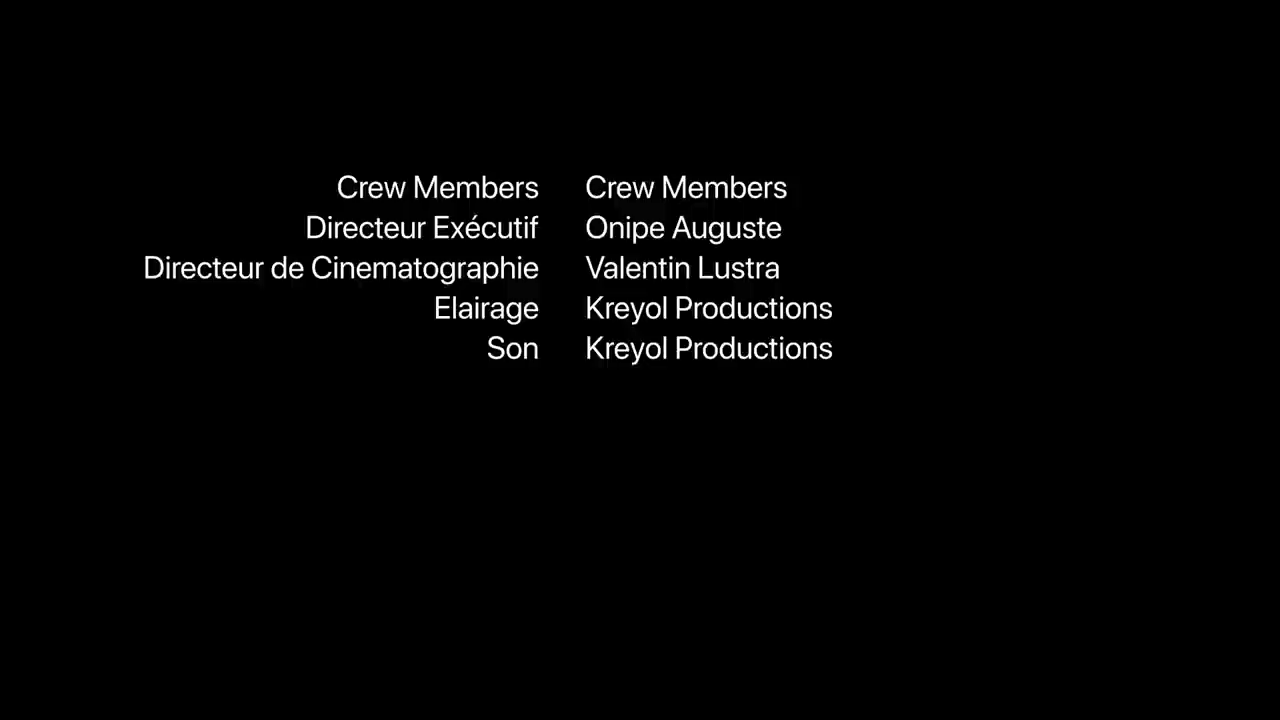 Crew Members Crew Members
Directeur Exécutif Onipe Auguste
Directeur de Cinematographie Valentin Lustra
Elairage Kreyol Productions
Son Kreyol Productions